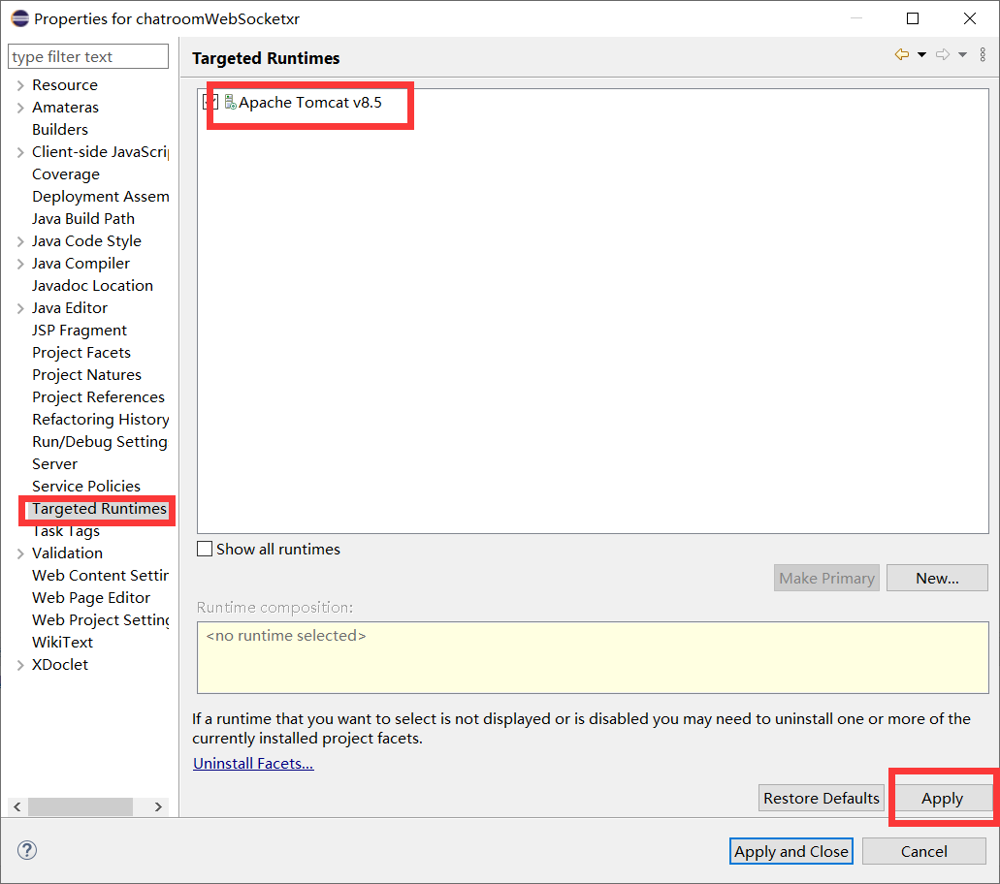 Properties for chatroomWebSocketxr
type filter text
Resource
Amateras
Builders
Client-side JavaScri
Coverage
Deployment Assem
Java Build Path
Java Code Style
Java Compiler
Javadoc Location
Java Editor
JSP Fragment
Project Facets
Project Natures
Project References
Refactoring History
Run/Debug Setting
Server
Service Policies
Targeted Runtimes
Task Tags
Validation
Web Content Settin
Web Page Editor
Web Project Setting
WikiText
XDoclet
Targeted Runtimes
Apache Tomcat v8.5
Show all runtimes
Make Primary
New...
Runtime composition:
<no runtime selected>
If a runtime that you want to select is not displayed or is disabled you may need to uninstall one or more of the
currently installed project facets.
Uninstall Facets...
Restore Defaults
Apply
Apply and Close
Cancel